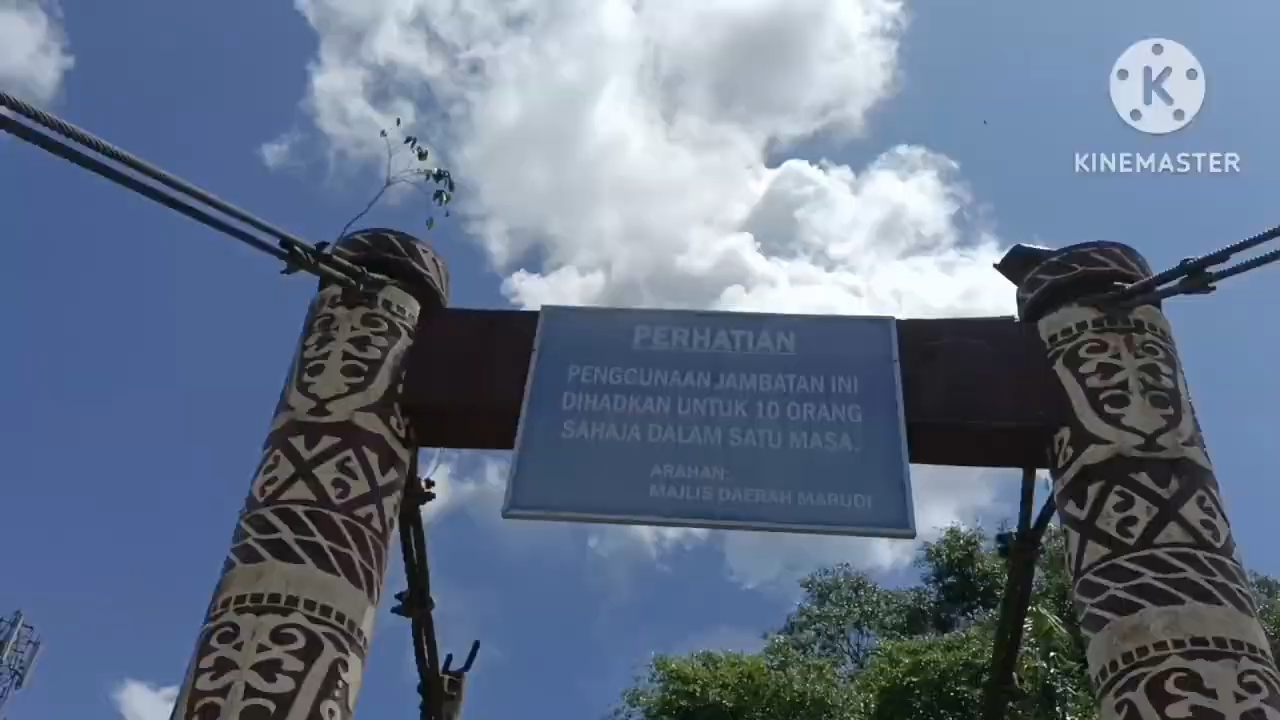 K
KINEMASTER
PERHATIAN
PENGGUNAAN JAMBATAN INI
DIHADKAN UNTUK 10 ORANG
SAHAJA DALAM SATU MASA.
ARAHAN:
MAJLIS DAERAH MARUDI